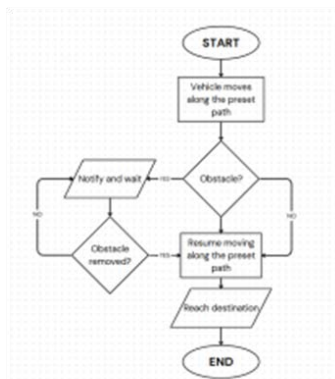 START
Vehicle moves
along the preset
path
Obstacle?
YES
Notify and wait
NO
NO
Obstacle
removed?
YES
Resume moving
along the preset
path
Reach destination
END